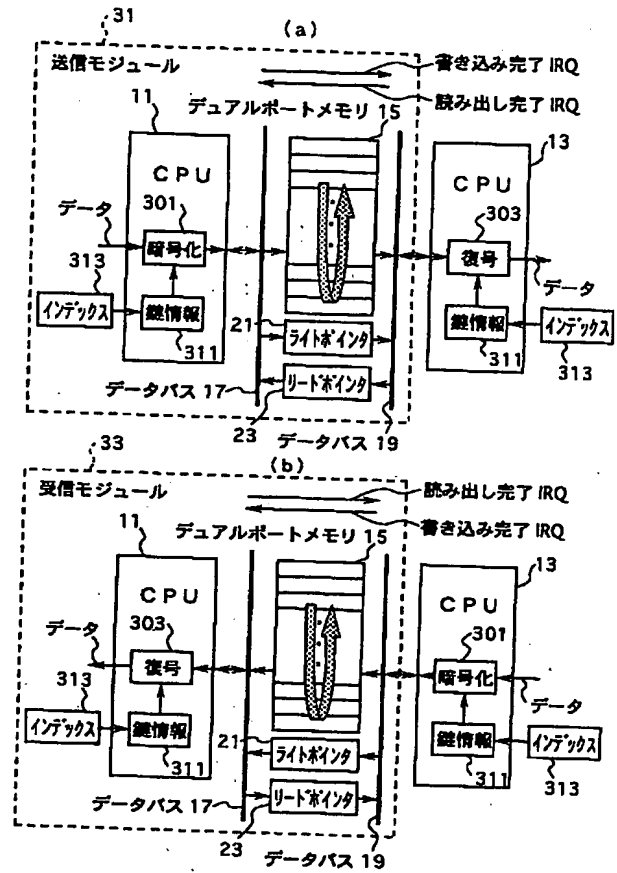 31
(a)
送信モジュール
書き込み完了 IRQ
読み出し完了 IRQ
デュアルポートメモリ 15
11
13
CPU
CPU
301
303
データ
暗号化
復号
データ
313
インデックス
鍵情報
鍵情報
インデックス
311
311
313
21
ライトポインタ
リードポインタ
データバス 17
23
データバス 19
33
(b)
受信モジュール
読み出し完了 IRQ
書き込み完了 IRQ
デュアルポートメモリ 15
11
13
CPU
CPU
303
301
データ
復号
暗号化
データ
313
インデックス
鍵情報
鍵情報
インデックス
311
311
313
21
ライトポインタ
リードポインタ
データバス 17
23
データバス 19